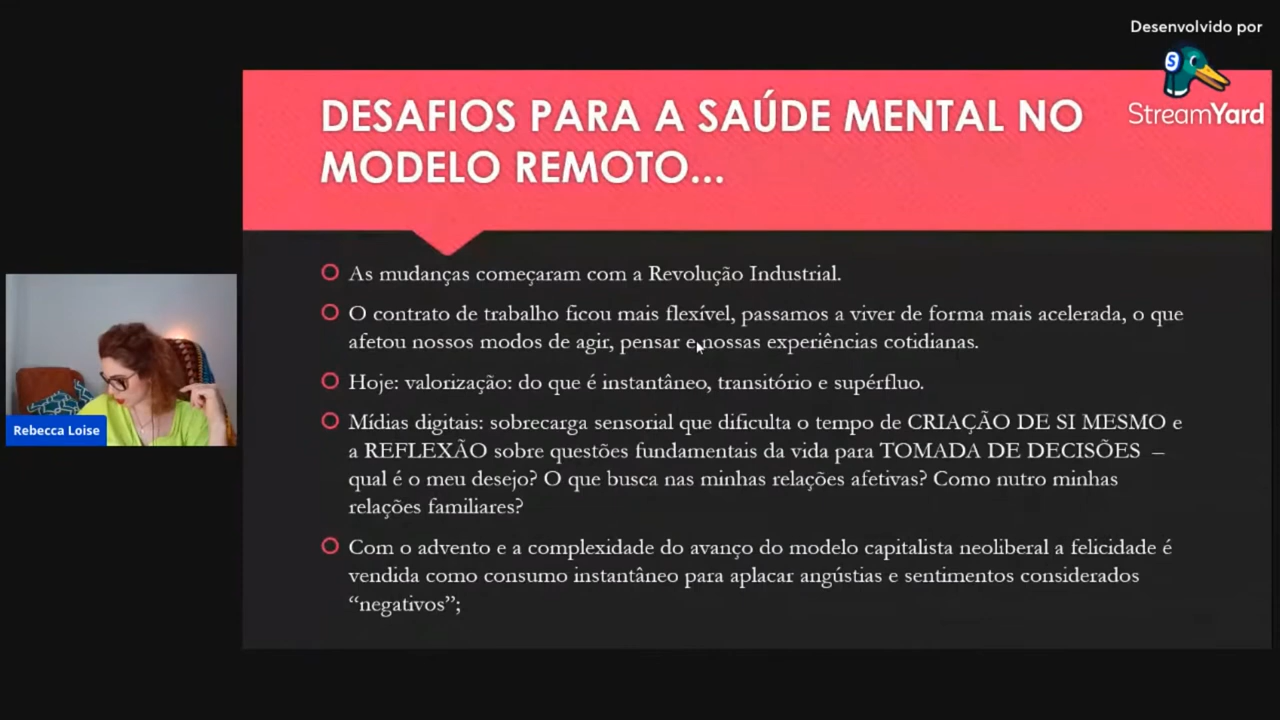 Desenvolvido por
S
StreamYard
DESAFIOS PARA A SAÚDE MENTAL NO
MODELO REMOTO...
As mudanças começaram com a Revolução Industrial.
O contrato de trabalho ficou mais flexível, passamos a viver de forma mais acelerada, o que
afetou nossos modos de agir, pensar e nossas experiências cotidianas.
Hoje: valorização: do que é instantâneo, transitório e supérfluo.
Mídias digitais: sobrecarga sensorial que dificulta o tempo de CRIAÇÃO DE SI MESMO e
a REFLEXÃO sobre questões fundamentais da vida para TOMADA DE DECISÕES –
qual é o meu desejo? O que busca nas minhas relações afetivas? Como nutro minhas
relações familiares?
Com o advento e a complexidade do avanço do modelo capitalista neoliberal a felicidade é
vendida como consumo instantâneo para aplacar angústias e sentimentos considerados
“negativos”;
Rebecca Loise